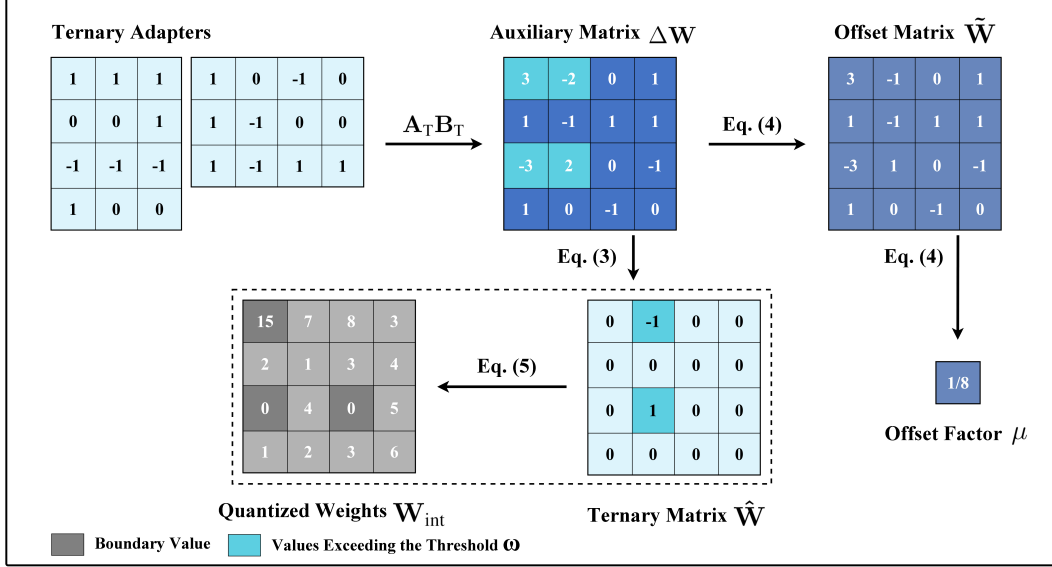 Ternary Adapters
Auxiliary Matrix ΔW
Offset Matrix W̃
1 1 1
0 0 1
-1 -1 -1
1 0 0
1 0 -1 0
1 -1 0 0
1 -1 1 1
A_T B_T
3 -2 0 1
1 -1 1 1
-3 2 0 -1
1 0 -1 0
Eq. (4)
3 -1 0 1
1 -1 1 1
-3 1 0 -1
1 0 -1 0
Eq. (3)
Eq. (4)
15 7 8 3
2 1 3 4
0 4 0 5
1 2 3 6
Eq. (5)
0 -1 0 0
0 0 0 0
0 1 0 0
0 0 0 0
1/8
Offset Factor μ
Quantized Weights W_int
Ternary Matrix Ŵ
Boundary Value
Values Exceeding the Threshold ω